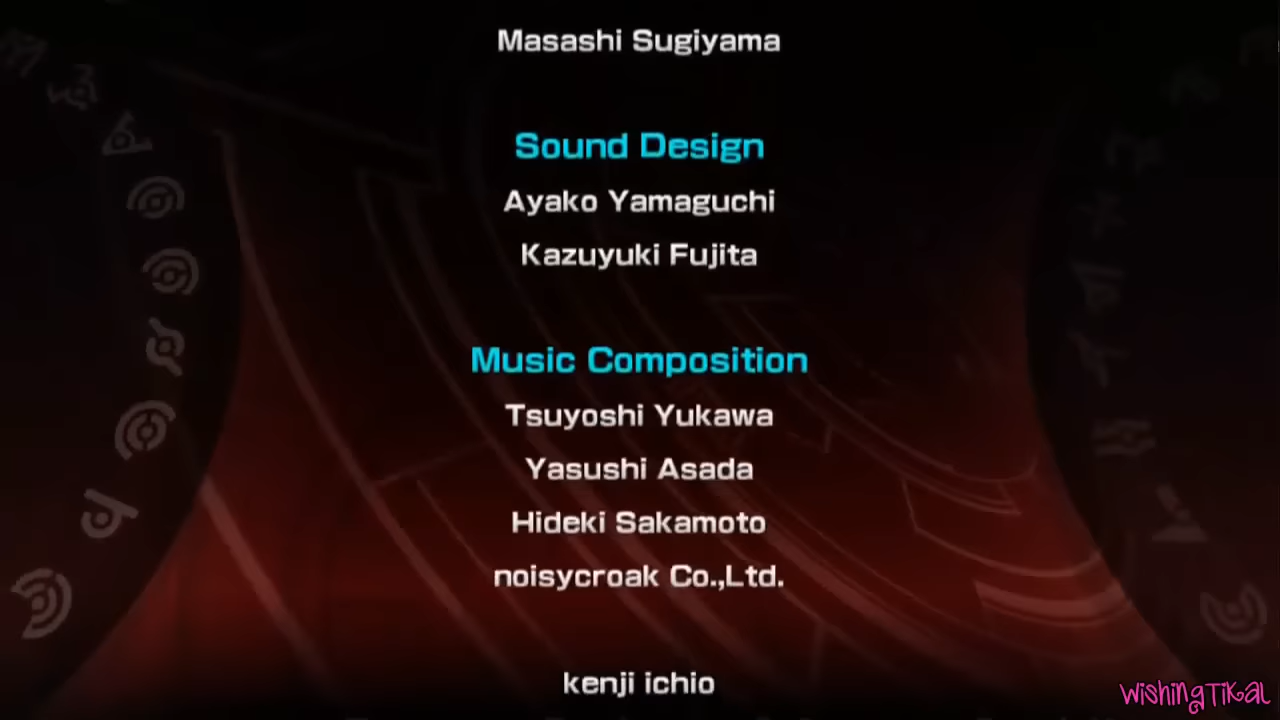 Masashi Sugiyama
Sound Design
Ayako Yamaguchi
Kazuyuki Fujita
Music Composition
Tsuyoshi Yukawa
Yasushi Asada
Hideki Sakamoto
noisycroak Co.,Ltd.
kenji ichio
WishingTikal